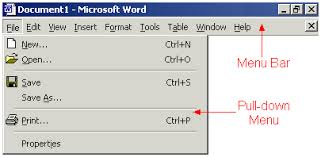 Document1 - Microsoft Word
File Edit View Insert Format Tools Table Window Help
New... Ctrl+N
Open... Ctrl+O
Menu Bar
Save Ctrl+S
Save As...
Pull-down
Menu
Print... Ctrl+P
Properties